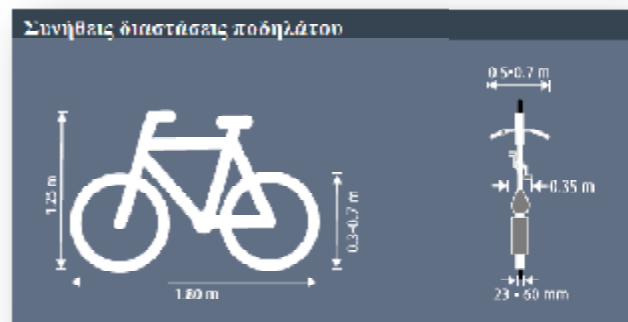 Συνήθεις διαστάσεις ποδηλάτου
0.5•0.7 m
1.25 m
0.35 m
0.3-0.7 m
1.80 m
23 • 60 mm